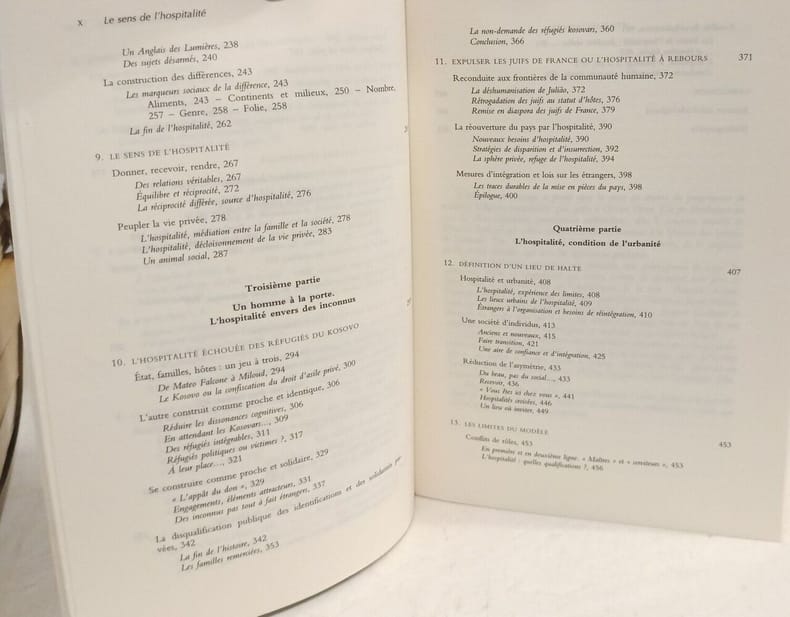 x Le sens de l'hospitalité
Un Anglais des Lumières, 238
Des sujets désarmés, 240
La construction des différences, 243
Les marqueurs sociaux de la différence, 243
Aliments, 243 – Continents et milieux, 250 – Nombre,
257 – Genre, 258 – Folie, 258
La fin de l'hospitalité, 262
9. LE SENS DE L'HOSPITALITÉ
Donner, recevoir, rendre, 267
Des relations véritables, 267
Équilibre et réciprocité, 272
La réciprocité différée, source d'hospitalité, 276
Peupler la vie privée, 278
L'hospitalité, médiation entre la famille et la société, 278
L'hospitalité, décloisonnement de la vie privée, 283
Un animal social, 287
Troisième partie
Un homme à la porte.
L'hospitalité envers des inconnus
10. L'HOSPITALITÉ ÉCHOUÉE DES RÉFUGIÉS DU KOSOVO
État, familles, hôtes : un jeu à trois, 294
De Mateo Falcone à Miloud, 294
Le Kosovo ou la confiscation du droit d'asile privé, 300
L'autre construit comme proche et identique, 306
Réduire les dissonances cognitives, 306
En attendant les Kosovars..., 309
Des réfugiés intégrables, 311
Réfugiés politiques ou victimes ?, 317
À leur place..., 321
Se construire comme proche et solidaire, 329
« L'appât du don », 329
Engagements, éléments attracteurs, 331
Des inconnus pas tout à fait étrangers, 337
La disqualification publique des identifications et des solidarités pri-
vées, 342
La fin de l'histoire, 342
Les familles remerciées, 353
La non-demande des réfugiés kosovars, 360
Conclusion, 366
11. EXPULSER LES JUIFS DE FRANCE OU L'HOSPITALITÉ À REBOURS 371
Reconduite aux frontières de la communauté humaine, 372
La déshumanisation de Julião, 372
Rétrogadation des juifs au statut d'hôtes, 376
Remise en diaspora des juifs de France, 379
La réouverture du pays par l'hospitalité, 390
Nouveaux besoins d'hospitalité, 390
Stratégies de disparition et d'insurrection, 392
La sphère privée, refuge de l'hospitalité, 394
Mesures d'intégration et lois sur les étrangers, 398
Les traces durables de la mise en pièces du pays, 398
Épilogue, 400
Quatrième partie
L'hospitalité, condition de l'urbanité
12. DÉFINITION D'UN LIEU DE HALTE 407
Hospitalité et urbanité, 408
L'hospitalité, expérience des limites, 408
Les lieux urbains de l'hospitalité, 409
Étrangers à l'organisation et besoins de réintégration, 410
Une société d'individus, 413
Anciens et nouveaux, 415
Faire transition, 421
Une aire de confiance et d'intégration, 425
Réduction de l'asymétrie, 433
Du beau, pas du social..., 433
Recevoir, 436
« Vous êtes ici chez vous », 441
Hospitalités croisées, 446
Un lieu où inviter, 449
13. LES LIMITES DU MODÈLE 453
Conflits de rôles, 453
En première et en deuxième ligne. « Maîtres » et « serviteurs », 453
L'hospitalité : quelles qualifications ?, 456